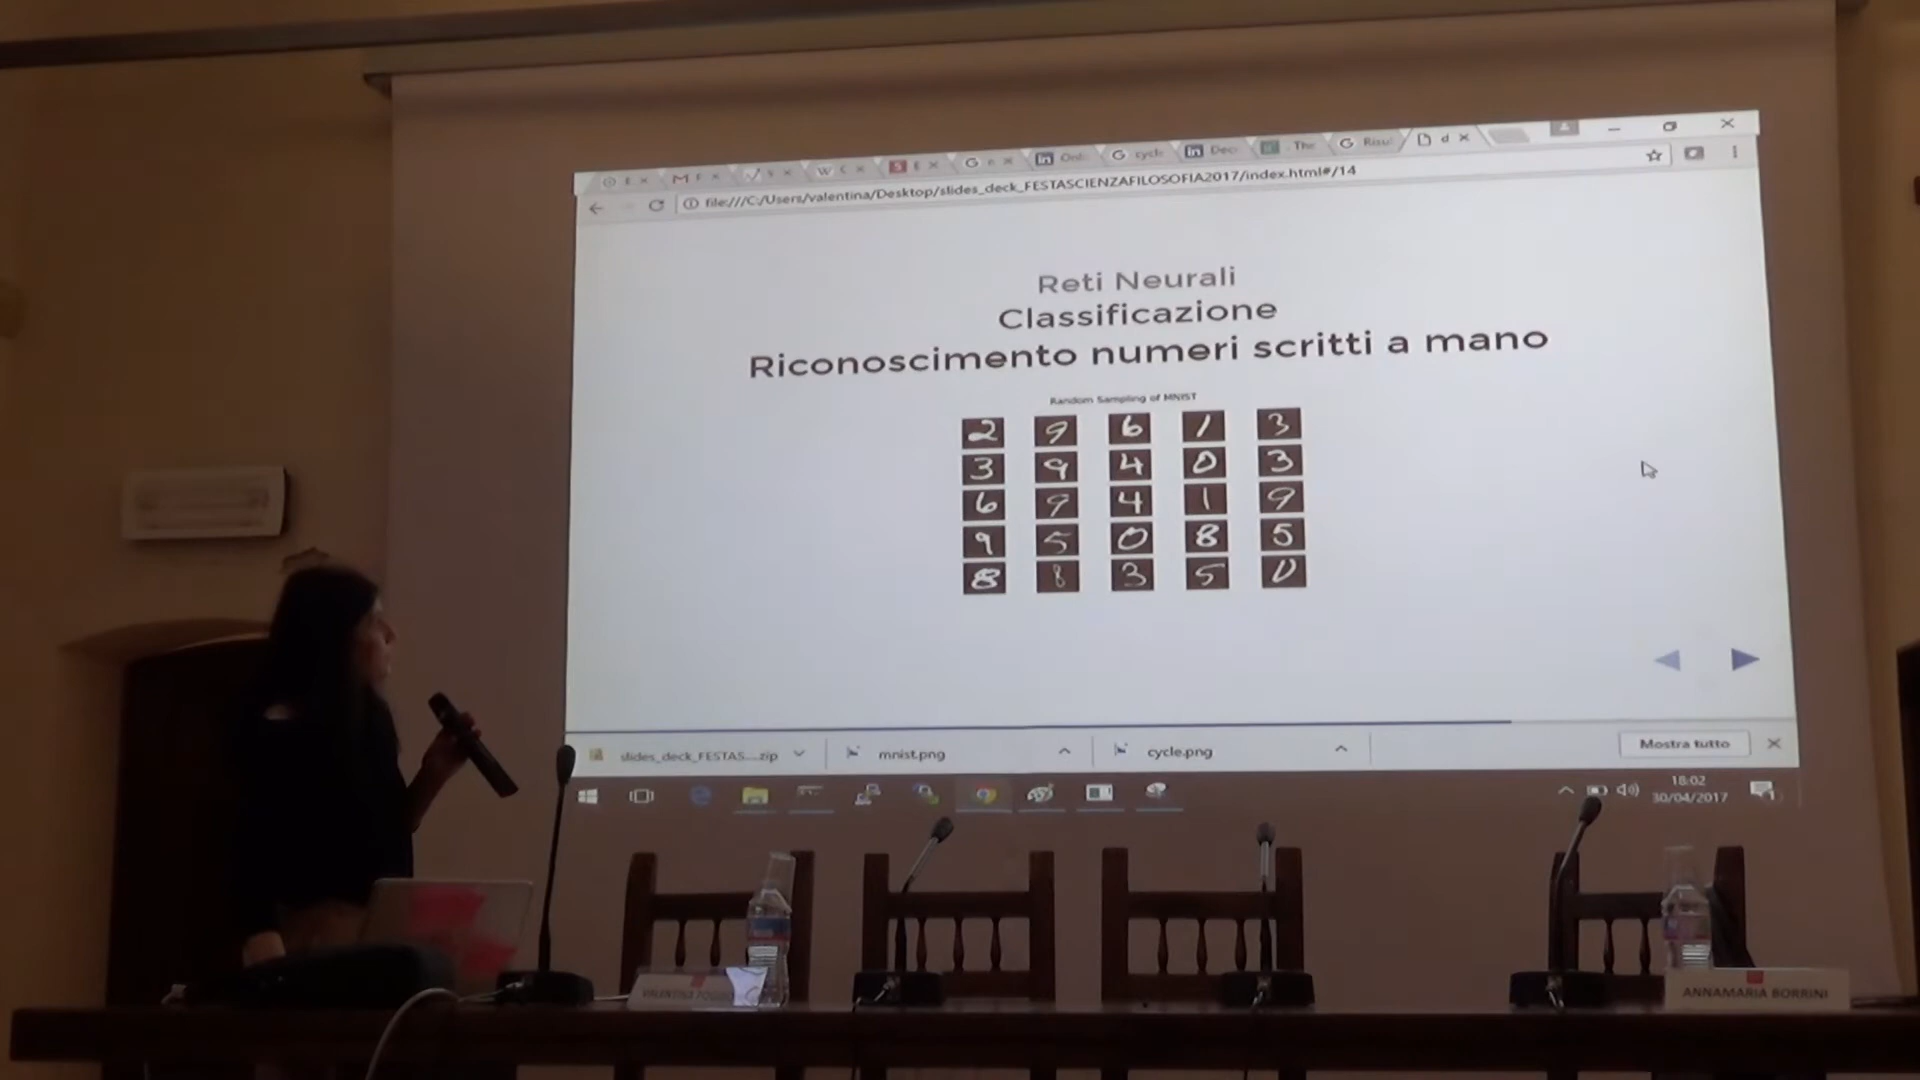 file:///C:/Users/valentina/Desktop/slides_deck_FESTASCIENZAFILOSOFIA2017/index.html#/14
Reti Neurali
Classificazione
Riconoscimento numeri scritti a mano
Random Sampling of MNIST
2 9 6 1 3
3 9 4 0 3
6 9 4 1 9
9 5 0 8 5
8 8 3 5 0
slides_deck_FESTAS....zip mnist.png cycle.png Mostra tutto
18:02
30/04/2017
VALENTINA
ANNAMARIA BORRINI